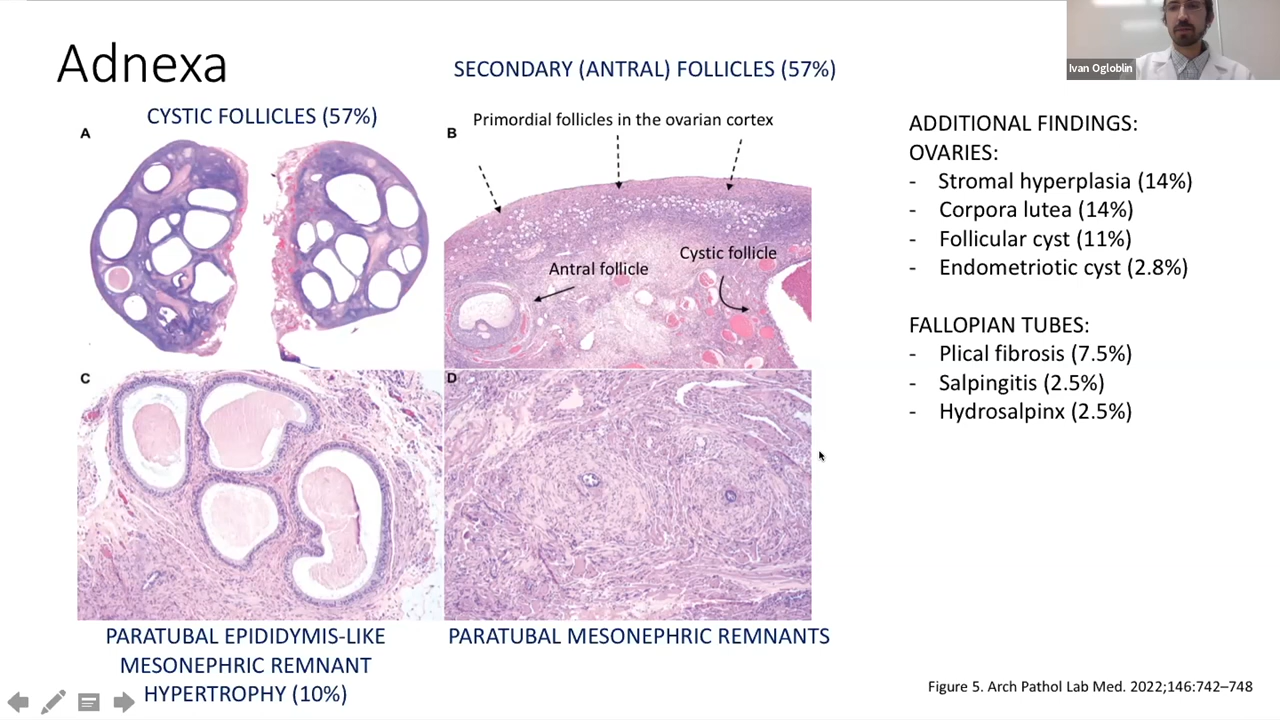 Adnexa
SECONDARY (ANTRAL) FOLLICLES (57%)
Ivan Ogloblin
CYSTIC FOLLICLES (57%)
A
B
Primordial follicles in the ovarian cortex
Antral follicle
Cystic follicle
C
D
PARATUBAL EPIDIDYMIS-LIKE
MESONEPHRIC REMNANT
HYPERTROPHY (10%)
PARATUBAL MESONEPHRIC REMNANTS
ADDITIONAL FINDINGS:
OVARIES:
- Stromal hyperplasia (14%)
- Corpora lutea (14%)
- Follicular cyst (11%)
- Endometriotic cyst (2.8%)
FALLOPIAN TUBES:
- Plical fibrosis (7.5%)
- Salpingitis (2.5%)
- Hydrosalpinx (2.5%)
Figure 5. Arch Pathol Lab Med. 2022;146:742–748